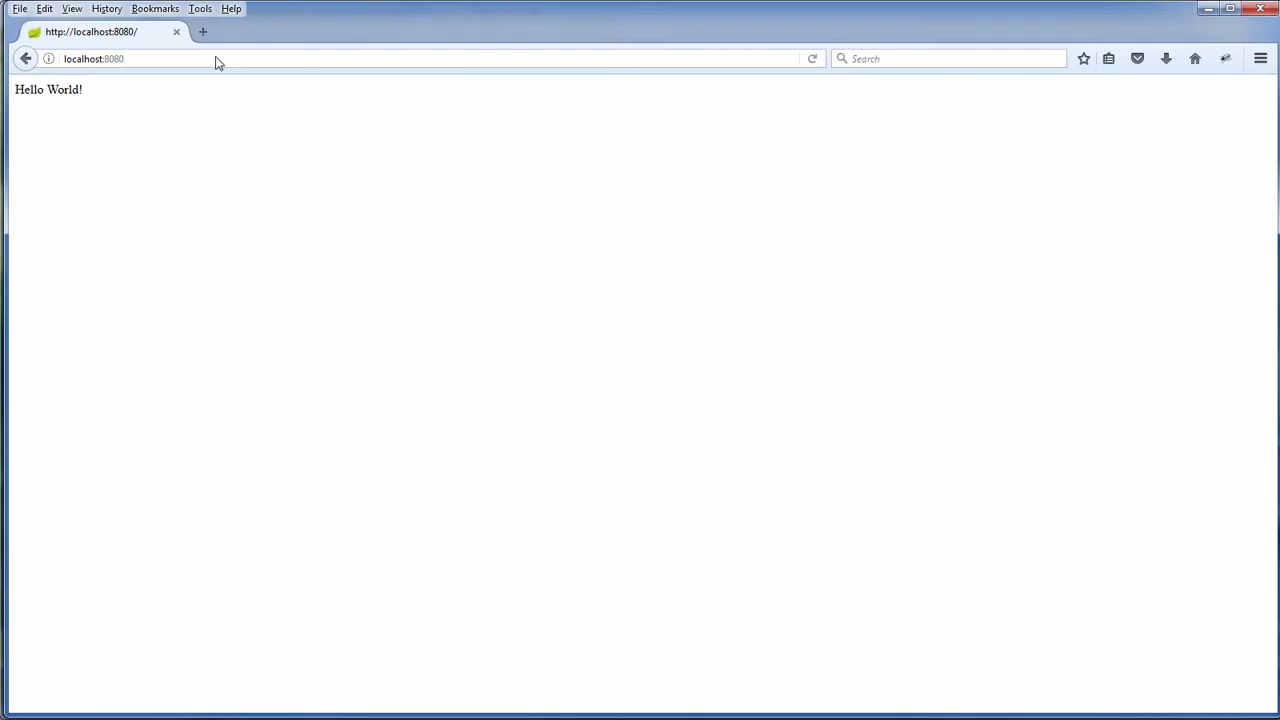 File Edit View History Bookmarks Tools Help
http://localhost:8080/
localhost:8080
Search
Hello World!